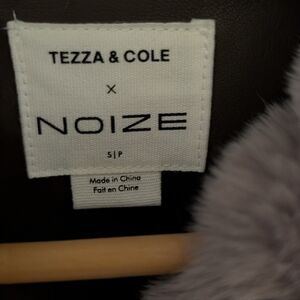 TEZZA & COLE
x
NOIZE
S|P
Made in China
Fait en Chine